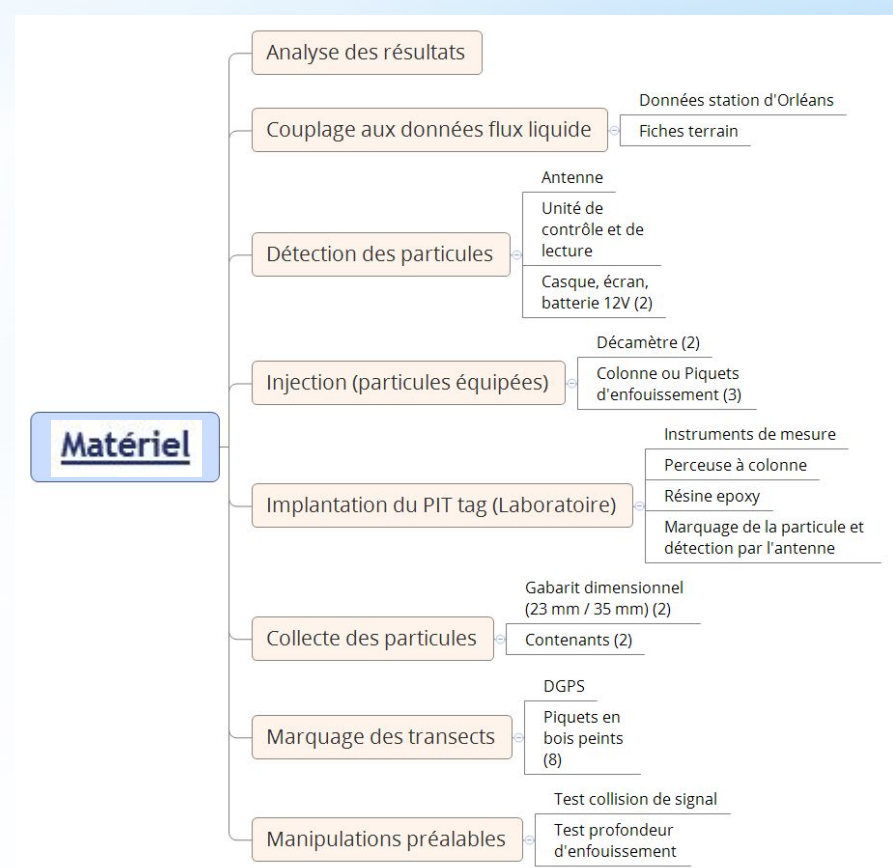 Matériel
Analyse des résultats
Couplage aux données flux liquide
Données station d'Orléans
Fiches terrain
Détection des particules
Antenne
Unité de
contrôle et de
lecture
Casque, écran,
batterie 12V (2)
Injection (particules équipées)
Décamètre (2)
Colonne ou Piquets
d'enfouissement (3)
Implantation du PIT tag (Laboratoire)
Instruments de mesure
Perceuse à colonne
Résine epoxy
Marquage de la particule et
détection par l'antenne
Collecte des particules
Gabarit dimensionnel
(23 mm / 35 mm) (2)
Contenants (2)
Marquage des transects
DGPS
Piquets en
bois peints
(8)
Manipulations préalables
Test collision de signal
Test profondeur
d'enfouissement